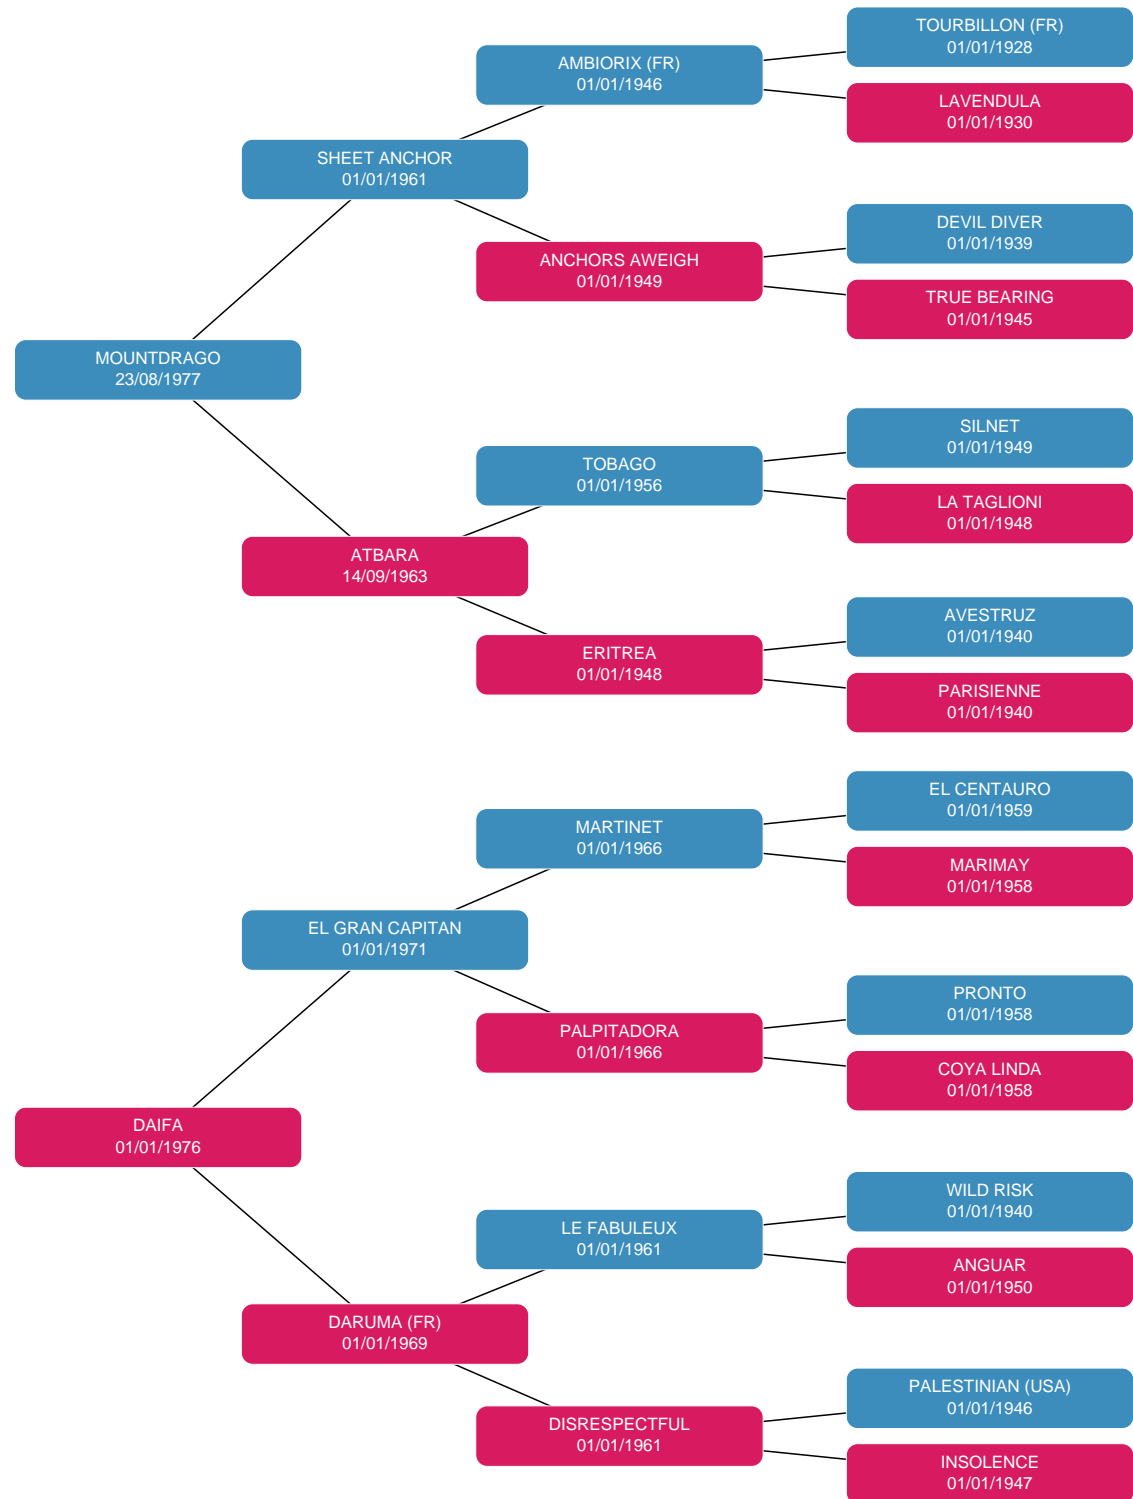 TOURBILLON (FR)
01/01/1928
AMBIORIX (FR)
01/01/1946
LAVENDULA
01/01/1930
SHEET ANCHOR
01/01/1961
DEVIL DIVER
01/01/1939
ANCHORS AWEIGH
01/01/1949
TRUE BEARING
01/01/1945
MOUNTDRAGO
23/08/1977
SILNET
01/01/1949
TOBAGO
01/01/1956
LA TAGLIONI
01/01/1948
ATBARA
14/09/1963
AVESTRUZ
01/01/1940
ERITREA
01/01/1948
PARISIENNE
01/01/1940
EL CENTAURO
01/01/1959
MARTINET
01/01/1966
MARIMAY
01/01/1958
EL GRAN CAPITAN
01/01/1971
PRONTO
01/01/1958
PALPITADORA
01/01/1966
COYA LINDA
01/01/1958
DAIFA
01/01/1976
WILD RISK
01/01/1940
LE FABULEUX
01/01/1961
ANGUAR
01/01/1950
DARUMA (FR)
01/01/1969
PALESTINIAN (USA)
01/01/1946
DISRESPECTFUL
01/01/1961
INSOLENCE
01/01/1947